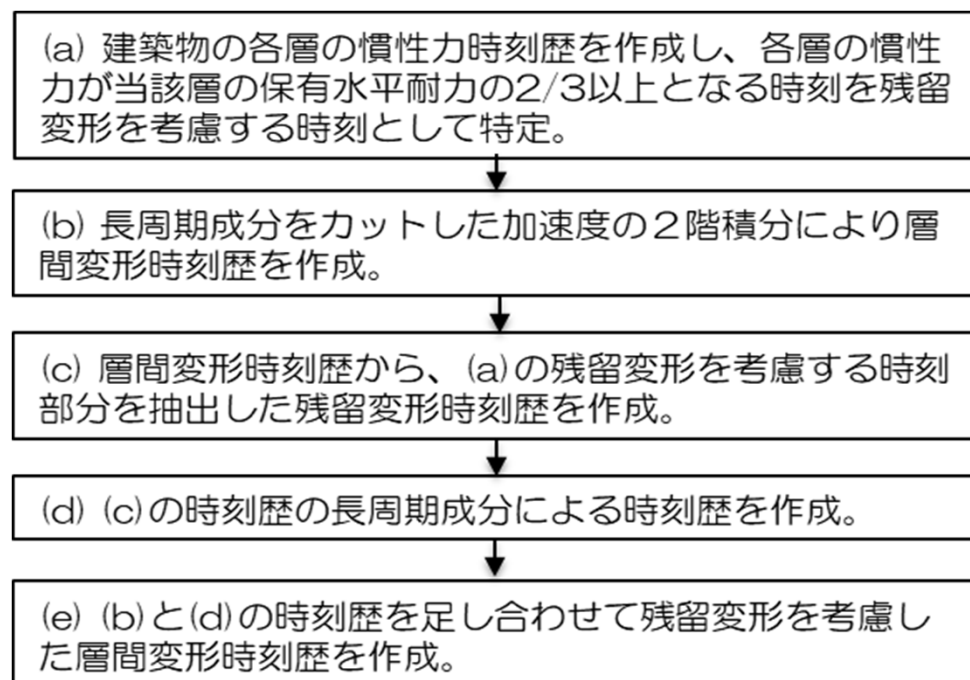 (a) 建築物の各層の慣性力時刻歴を作成し、各層の慣性
力が当該層の保有水平耐力の2/3以上となる時刻を残留
変形を考慮する時刻として特定。
(b) 長周期成分をカットした加速度の２階積分により層
間変形時刻歴を作成。
(c) 層間変形時刻歴から、(a)の残留変形を考慮する時刻
部分を抽出した残留変形時刻歴を作成。
(d) (c)の時刻歴の長周期成分による時刻歴を作成。
(e) (b)と(d)の時刻歴を足し合わせて残留変形を考慮し
た層間変形時刻歴を作成。